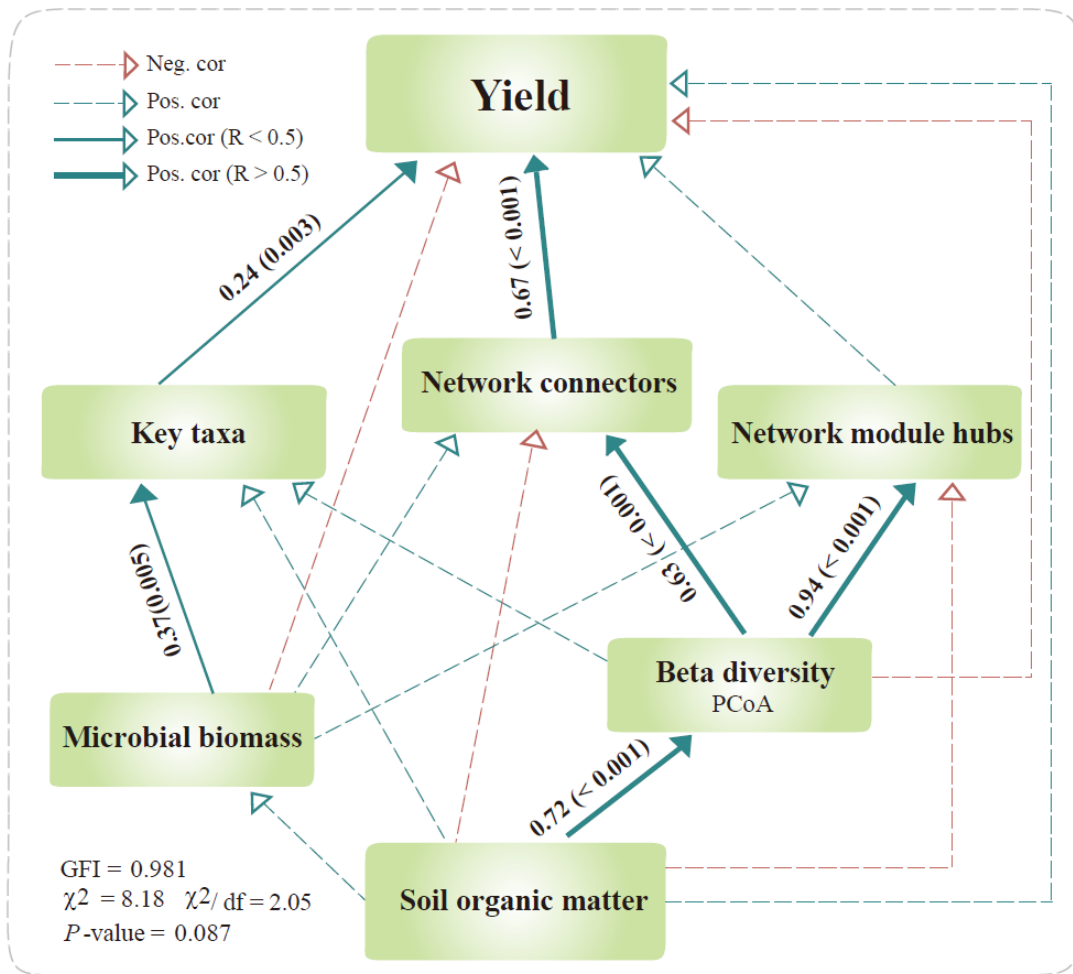 Neg. cor
Pos. cor
Pos.cor (R < 0.5)
Pos. cor (R > 0.5)
Yield
0.24 (0.003)
0.67 (< 0.001)
Network connectors
Key taxa
Network module hubs
0.37(0.005)
0.63 (< 0.001)
0.94 (< 0.001)
Beta diversity
PCoA
Microbial biomass
0.72 (< 0.001)
Soil organic matter
GFI = 0.981
χ2 = 8.18 χ2/ df = 2.05
P-value = 0.087